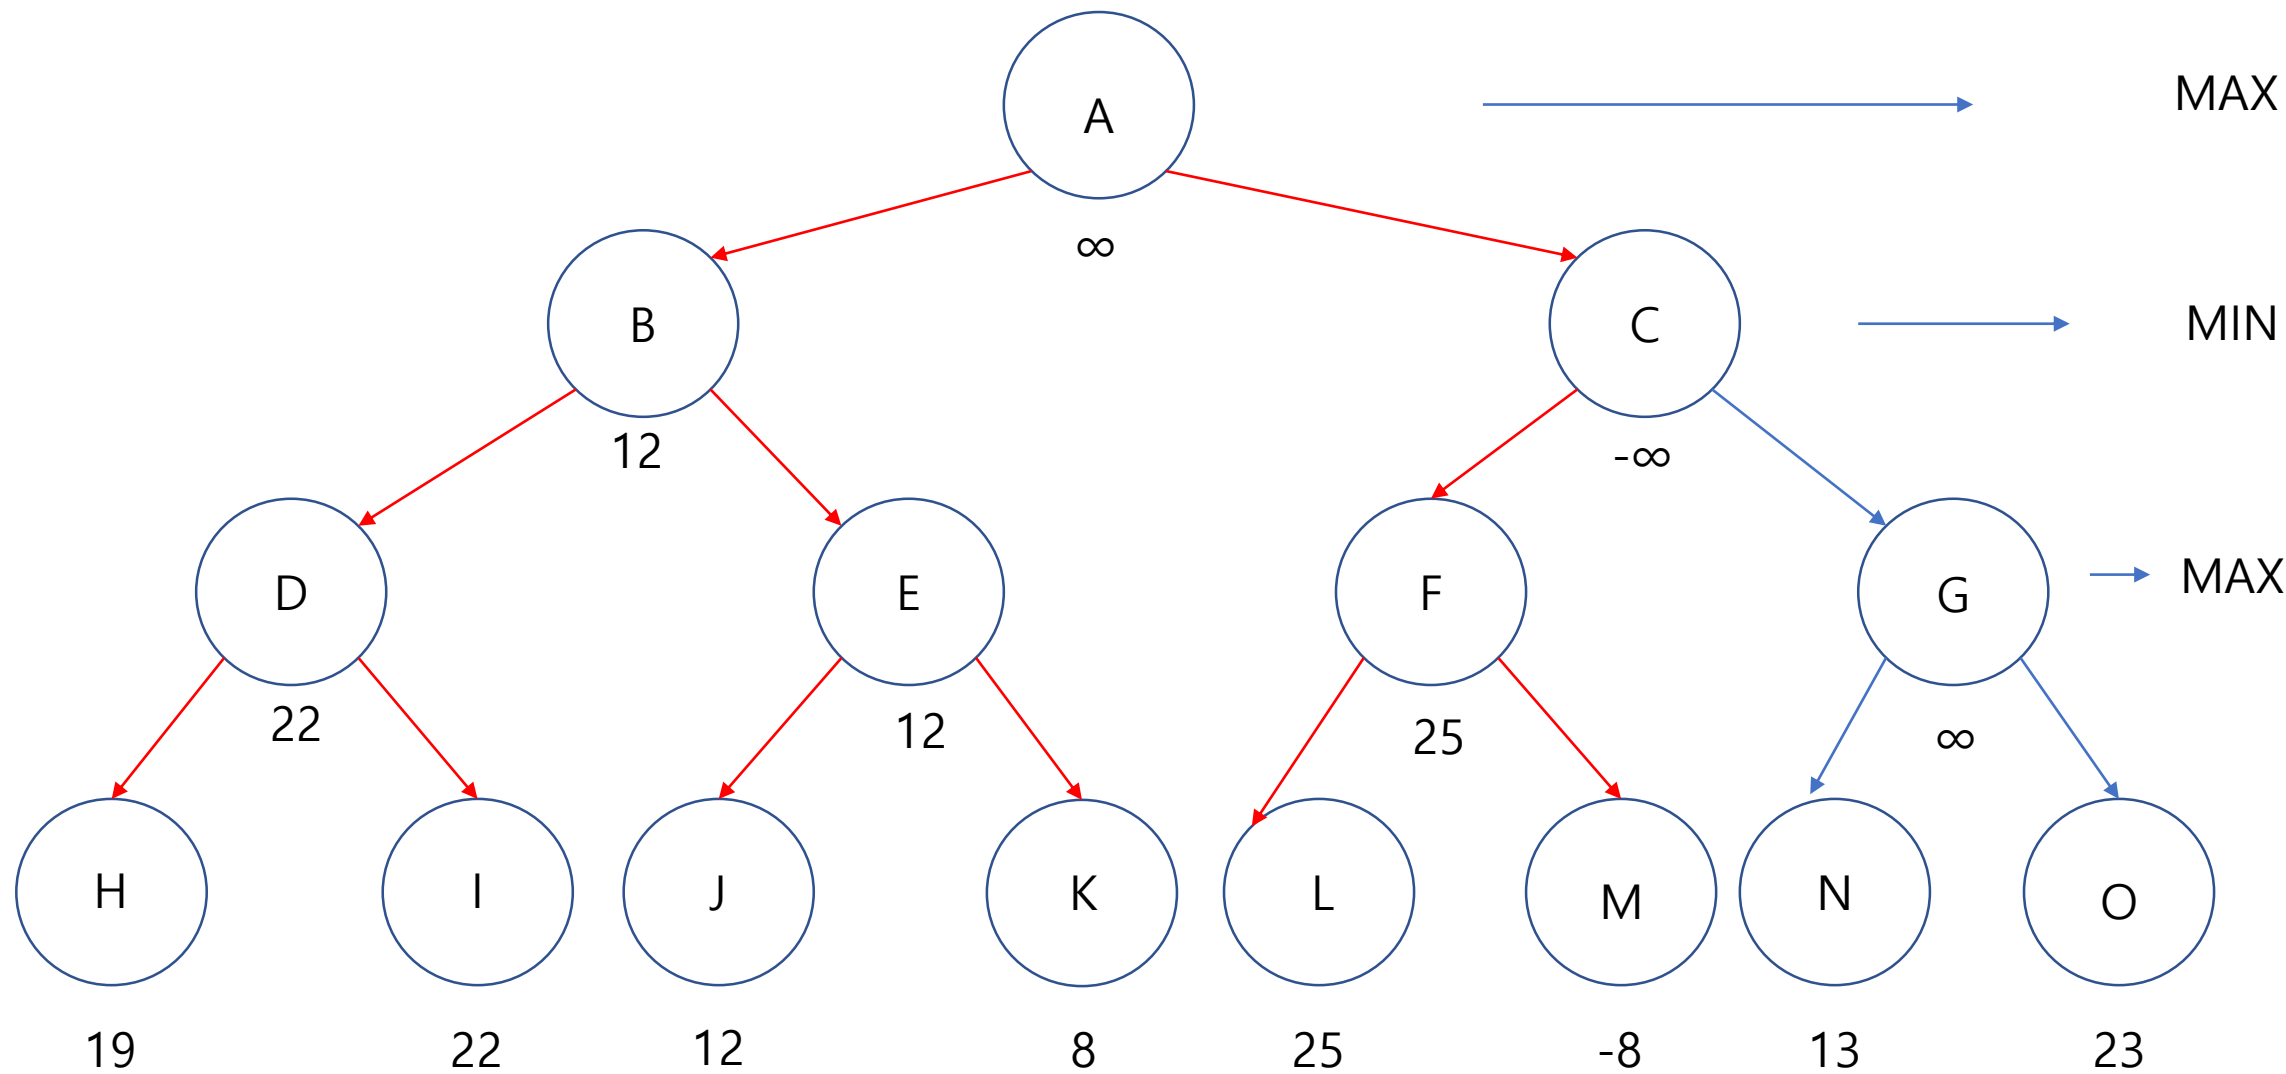 A MAX
∞
B C MIN
12 -∞
D E F G MAX
22 12 25 ∞
H I J K L M N O
19 22 12 8 25 -8 13 23